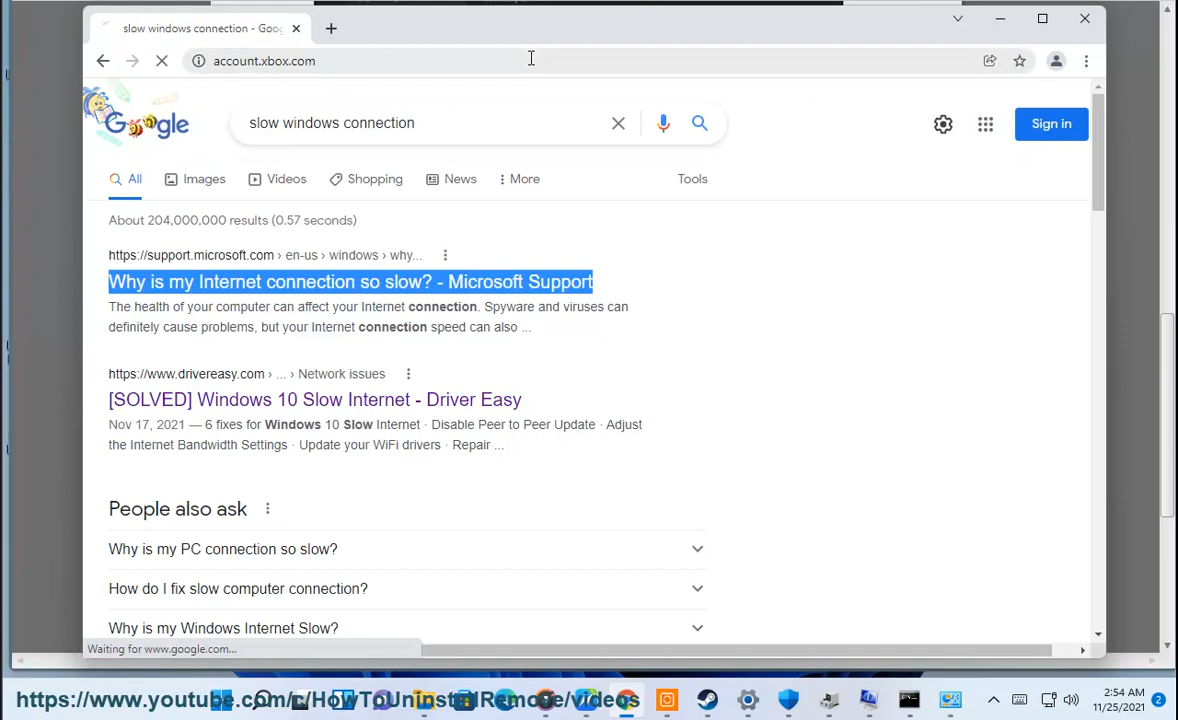 slow windows connection - Goog
account.xbox.com
Google
slow windows connection
Sign in
All
Images
Videos
Shopping
News
More
Tools
About 204,000,000 results (0.57 seconds)
https://support.microsoft.com › en-us › windows › why...
Why is my Internet connection so slow? - Microsoft Support
The health of your computer can affect your Internet connection. Spyware and viruses can
definitely cause problems, but your Internet connection speed can also ...
https://www.drivereasy.com › ... › Network issues
[SOLVED] Windows 10 Slow Internet - Driver Easy
Nov 17, 2021 — 6 fixes for Windows 10 Slow Internet · Disable Peer to Peer Update · Adjust
the Internet Bandwidth Settings · Update your WiFi drivers · Repair ...
People also ask
Why is my PC connection so slow?
How do I fix slow computer connection?
Why is my Windows Internet Slow?
Waiting for www.google.com...
https://www.youtube.com/c/HowToUninstallRemove/videos
2:54 AM
11/25/2021
2